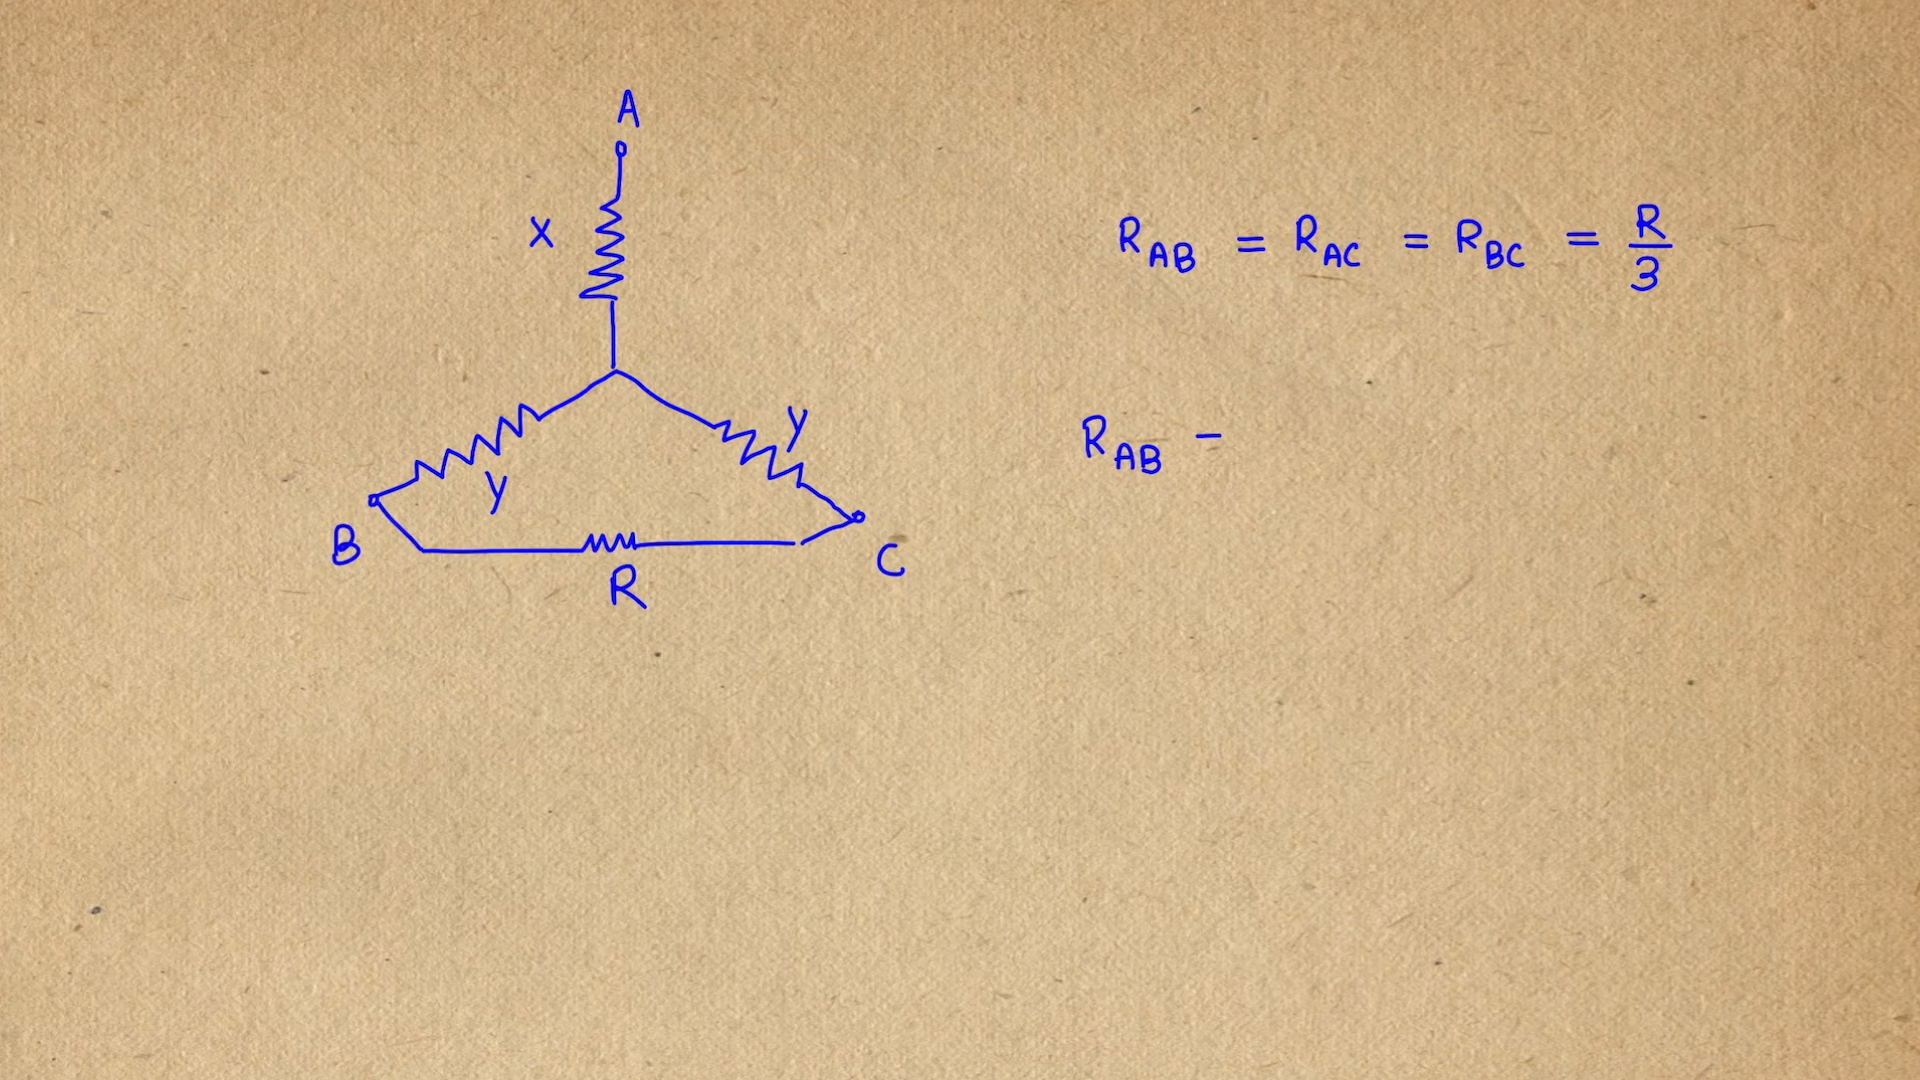 A
X
R_AB = R_AC = R_BC = R/3
y
R_AB -
y
B
C
R